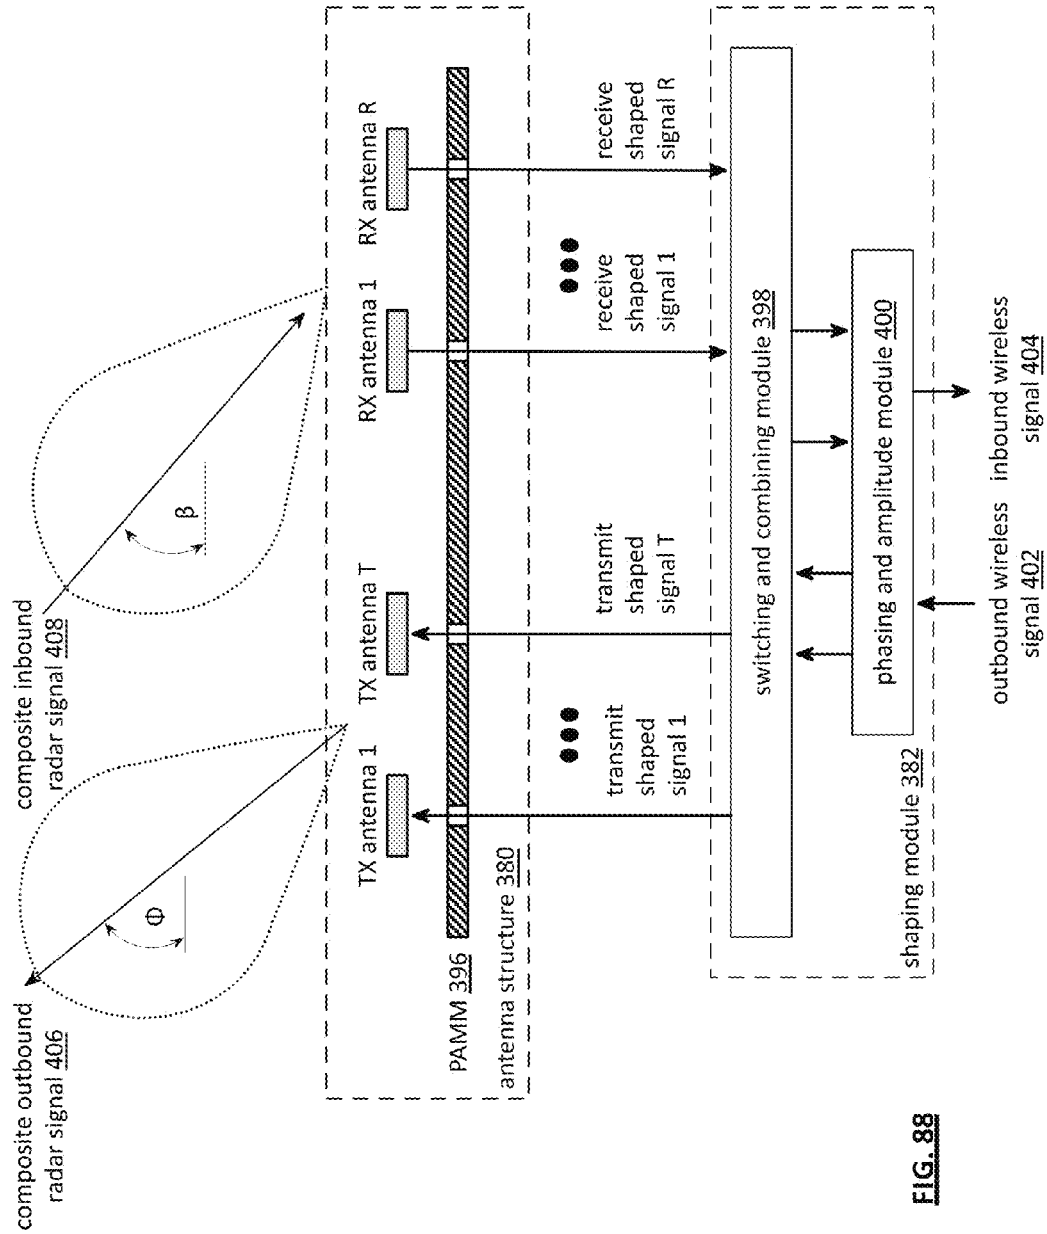 composite outbound
radar signal 406
Φ
composite inbound
radar signal 408
β
TX antenna 1
TX antenna T
RX antenna 1
RX antenna R
PAMM 396
antenna structure 380
transmit
shaped
signal 1
transmit
shaped
signal T
receive
shaped
signal 1
receive
shaped
signal R
switching and combining module 398
phasing and amplitude module 400
shaping module 382
outbound wireless
signal 402
inbound wireless
signal 404
FIG. 88